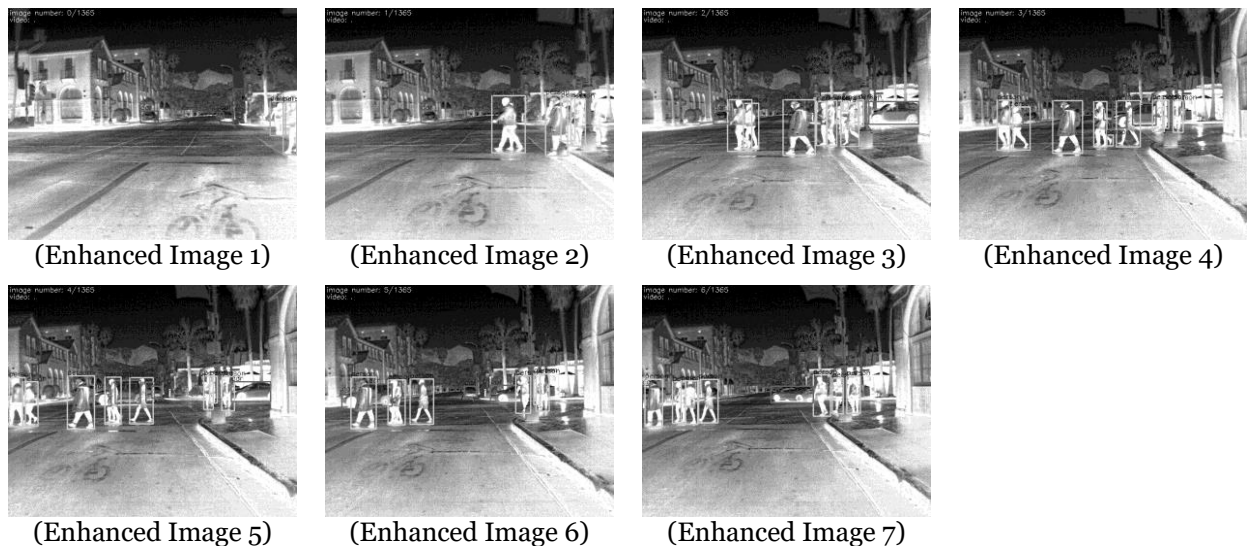 image number: 0/1365
video: .
image number: 1/1365
video: .
image number: 2/1365
video: .
image number: 3/1365
video: .
(Enhanced Image 1)
(Enhanced Image 2)
(Enhanced Image 3)
(Enhanced Image 4)
image number: 4/1365
video: .
image number: 5/1365
video: .
image number: 6/1365
video: .
(Enhanced Image 5)
(Enhanced Image 6)
(Enhanced Image 7)